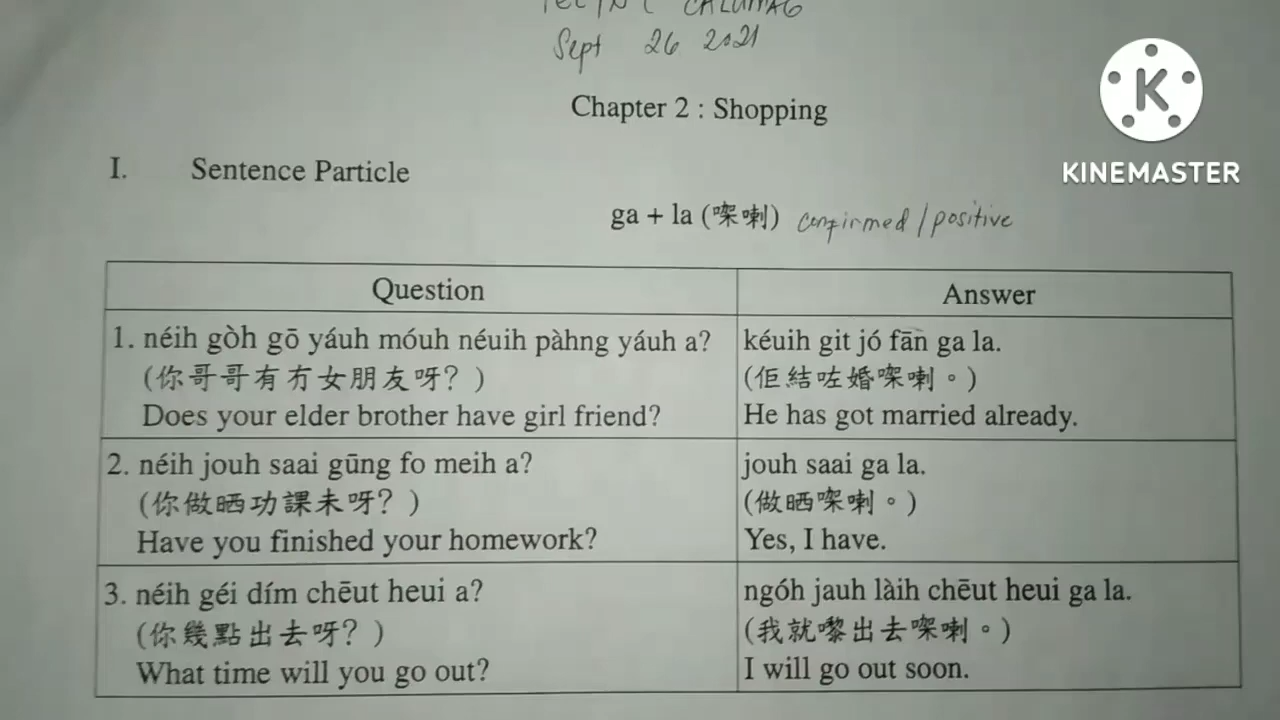 CALUMAG
Sept 26 2021
K
KINEMASTER
Chapter 2 : Shopping
I. Sentence Particle
ga + la (㗎喇) confirmed / positive
Question
Answer
1. néih gòh gō yáuh móuh néuih pàhng yáuh a?
(你哥哥有冇女朋友呀？)
Does your elder brother have girl friend?
kéuih git jó fān ga la.
(佢結咗婚㗎喇。)
He has got married already.
2. néih jouh saai gūng fo meih a?
(你做晒功課未呀？)
Have you finished your homework?
jouh saai ga la.
(做晒㗎喇。)
Yes, I have.
3. néih géi dím chēut heui a?
(你幾點出去呀？)
What time will you go out?
ngóh jauh làih chēut heui ga la.
(我就嚟出去㗎喇。)
I will go out soon.